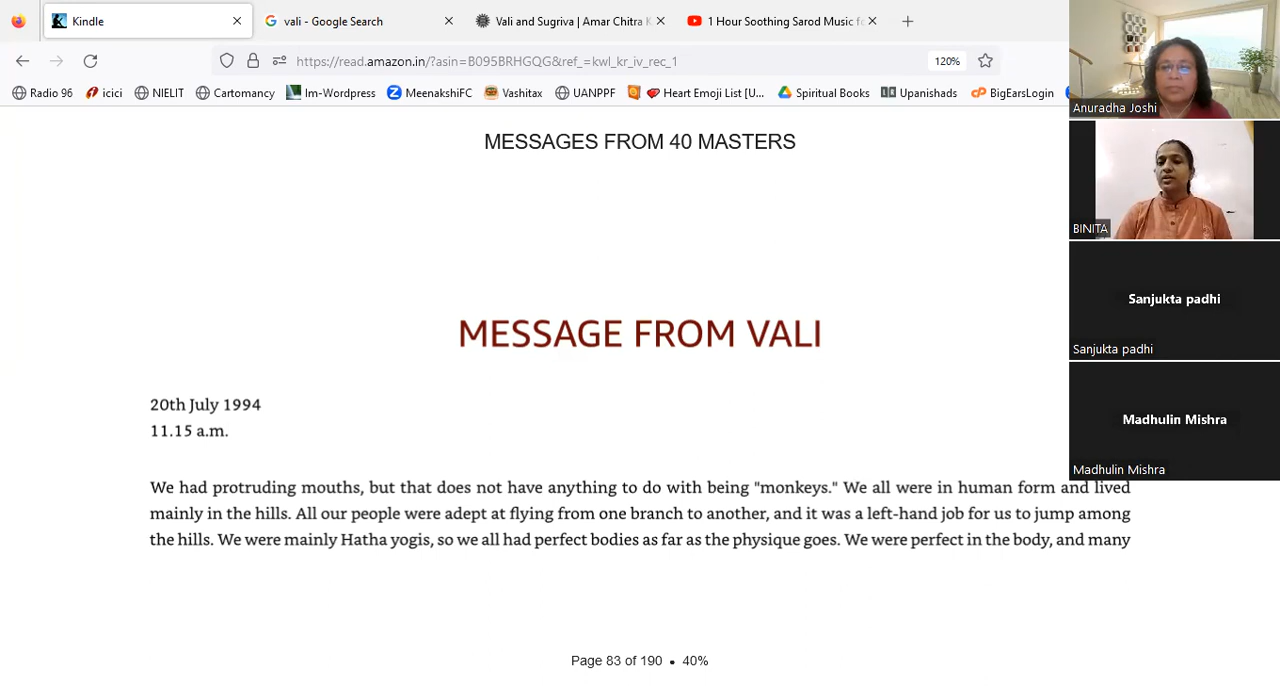 Kindle
vali - Google Search
Vali and Sugriva | Amar Chitra K
1 Hour Soothing Sarod Music f
https://read.amazon.in/?asin=B095BRHGQG&ref_=kwl_kr_iv_rec_1
120%
Radio 96
icici
NIELIT
Cartomancy
Im-Wordpress
MeenakshiFC
Vashitax
UANPPF
Heart Emoji List [U...
Spiritual Books
Upanishads
BigEarsLogin
Anuradha Joshi
BINITA
Sanjukta padhi
Sanjukta padhi
Madhulin Mishra
Madhulin Mishra
MESSAGES FROM 40 MASTERS
MESSAGE FROM VALI
20th July 1994
11.15 a.m.
We had protruding mouths, but that does not have anything to do with being "monkeys." We all were in human form and lived
mainly in the hills. All our people were adept at flying from one branch to another, and it was a left-hand job for us to jump among
the hills. We were mainly Hatha yogis, so we all had perfect bodies as far as the physique goes. We were perfect in the body, and many
Page 83 of 190 • 40%